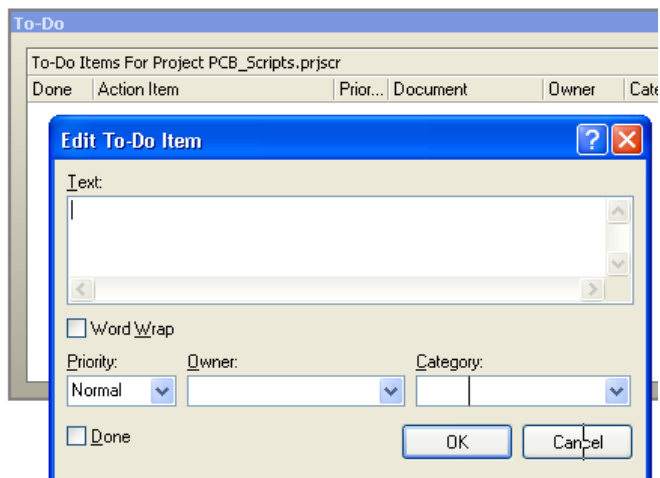 To-Do
To-Do Items For Project PCB_Scripts.prjscr
Done Action Item Prior... Document Owner Cate
Edit To-Do Item
Text:
Word Wrap
Priority: Owner: Category:
Normal
Done OK Cancel